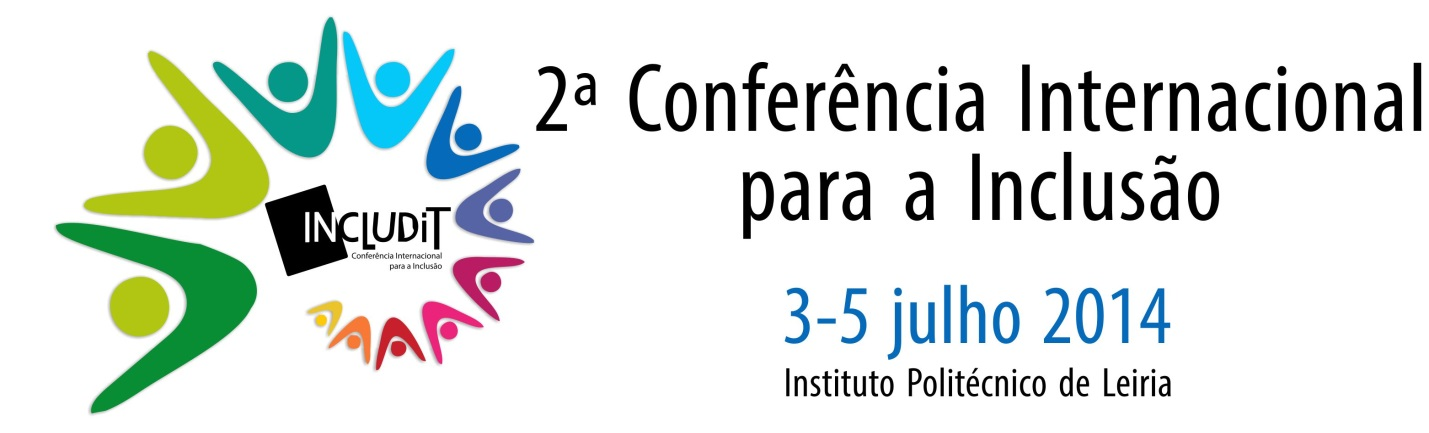 INCLUDiT
Conferência Internacional
para a Inclusão
2ª Conferência Internacional
para a Inclusão
3-5 julho 2014
Instituto Politécnico de Leiria